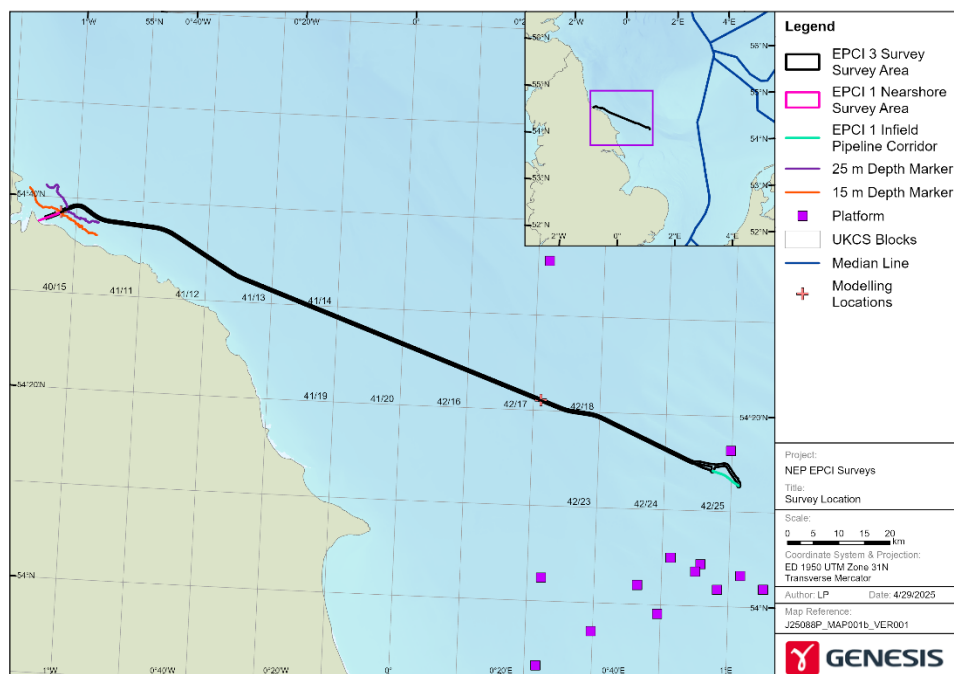 1°W
55°N
0°40'W
0°20'W
0°
0°2
54°40'N
40/15
41/11
41/12
41/13
41/14
54°20'N
41/19
41/20
42/16
42/17
42/18
54°20'N
42/23
42/24
42/25
54°N
54°N
1°W
0°40'W
0°20'W
0°
0°20'E
0°40'E
1°E
2°W
0°
2°E
4°E
56°N
56°N
55°N
55°N
54°N
54°N
53°N
53°N
52°N
52°N
2°W
0°
2°E
4°E
Legend
EPCI 3 Survey
Survey Area
EPCI 1 Nearshore
Survey Area
EPCI 1 Infield
Pipeline Corridor
25 m Depth Marker
15 m Depth Marker
Platform
UKCS Blocks
Median Line
Modelling
Locations
Project:
NEP EPCI Surveys
Title:
Survey Location
Scale:
0 5 10 15 20
km
Coordinate System & Projection:
ED 1950 UTM Zone 31N
Transverse Mercator
Author: LP Date: 4/29/2025
Map Reference:
J25088P_MAP001b_VER001
GENESIS